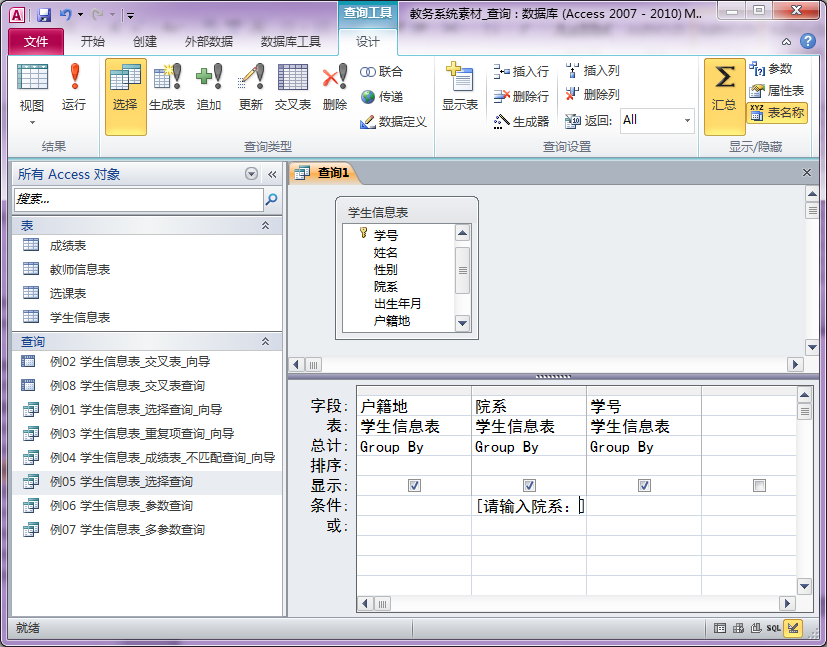 查询工具
教务系统素材_查询 : 数据库 (Access 2007 - 2010) M...
文件 开始 创建 外部数据 数据库工具 设计
视图 运行 选择 生成表 追加 更新 交叉表 删除
联合
传递
数据定义
显示表
插入行
删除行
生成器
插入列
删除列
返回: All
汇总
参数
属性表
XYZ 表名称
结果 查询类型 查询设置 显示/隐藏
所有 Access 对象
搜索...
表
成绩表
教师信息表
选课表
学生信息表
查询
例02 学生信息表_交叉表_向导
例08 学生信息表_交叉表查询
例01 学生信息表_选择查询_向导
例03 学生信息表_重复项查询_向导
例04 学生信息表_成绩表_不匹配查询_向导
例05 学生信息表_选择查询
例06 学生信息表_参数查询
例07 学生信息表_多参数查询
查询1
学生信息表
学号
姓名
性别
院系
出生年月
户籍地
字段: 户籍地 院系 学号
表: 学生信息表 学生信息表 学生信息表
总计: Group By Group By Group By
排序:
显示:
条件: [请输入院系: ]
或:
就绪 SQL